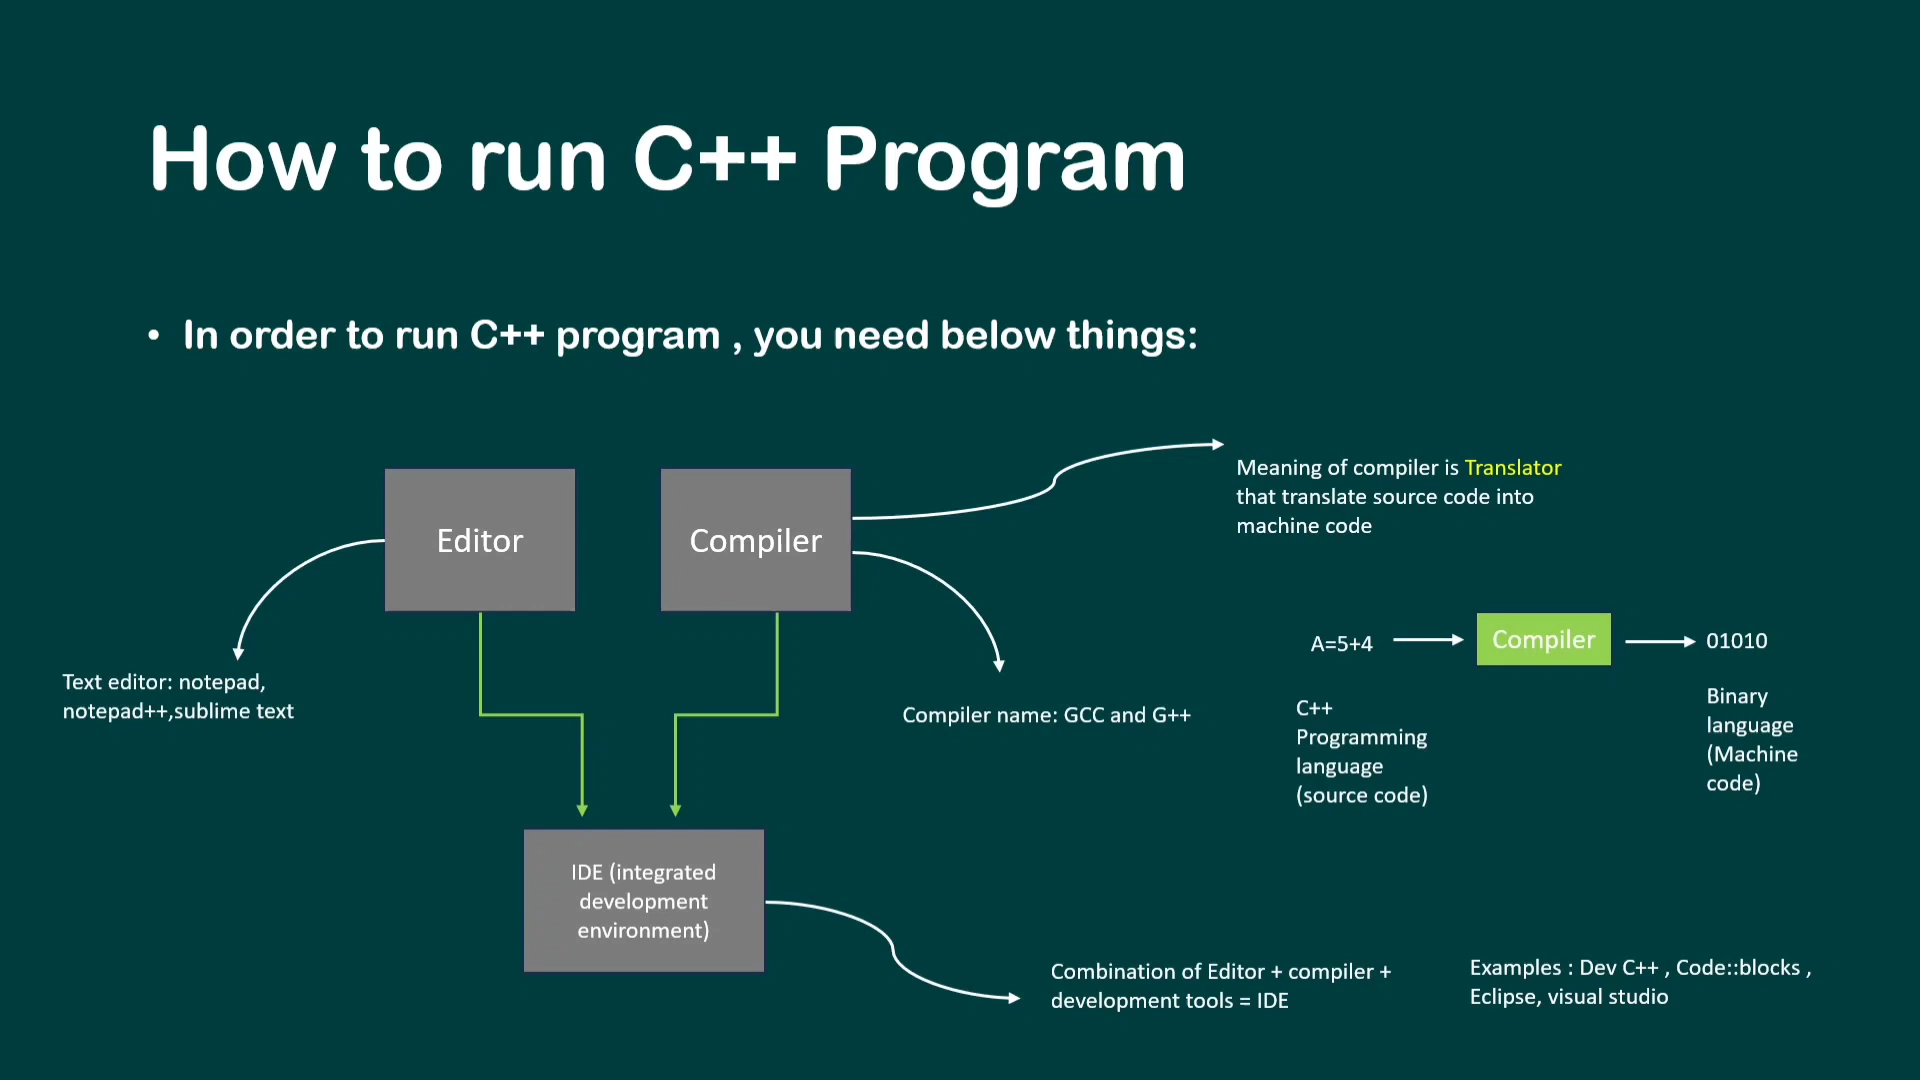 How to run C++ Program
• In order to run C++ program , you need below things:
Editor
Compiler
Meaning of compiler is Translator
that translate source code into
machine code
Text editor: notepad,
notepad++,sublime text
Compiler name: GCC and G++
A=5+4
Compiler
01010
C++
Programming
language
(source code)
Binary
language
(Machine
code)
IDE (integrated
development
environment)
Combination of Editor + compiler +
development tools = IDE
Examples : Dev C++ , Code::blocks ,
Eclipse, visual studio